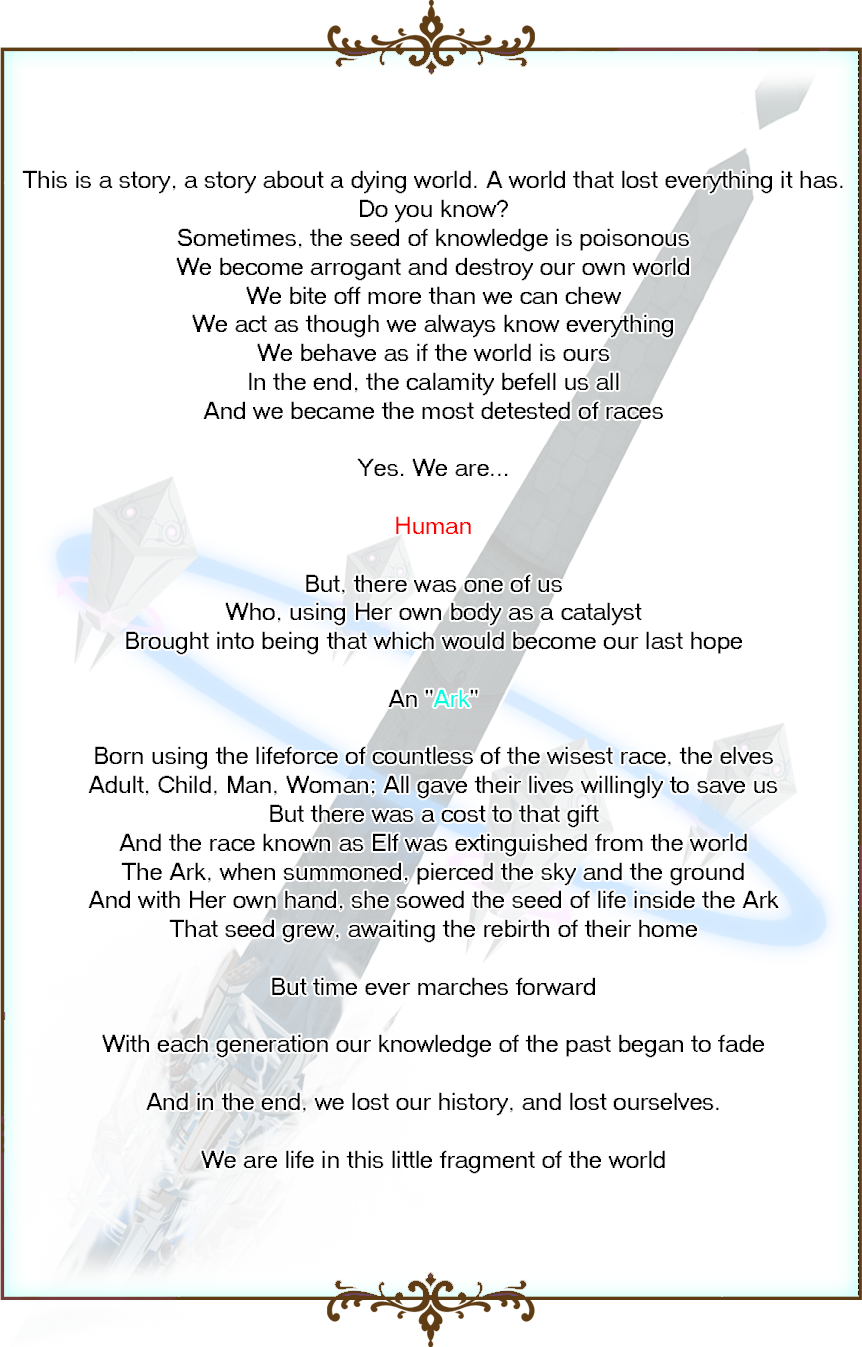 This is a story, a story about a dying world. A world that lost everything it has.
Do you know?
Sometimes, the seed of knowledge is poisonous
We become arrogant and destroy our own world
We bite off more than we can chew
We act as though we always know everything
We behave as if the world is ours
In the end, the calamity befell us all
And we became the most detested of races
Yes. We are...
Human
But, there was one of us
Who, using Her own body as a catalyst
Brought into being that which would become our last hope
An "Ark"
Born using the lifeforce of countless of the wisest race, the elves
Adult, Child, Man, Woman; All gave their lives willingly to save us
But there was a cost to that gift
And the race known as Elf was extinguished from the world
The Ark, when summoned, pierced the sky and the ground
And with Her own hand, she sowed the seed of life inside the Ark
That seed grew, awaiting the rebirth of their home
But time ever marches forward
With each generation our knowledge of the past began to fade
And in the end, we lost our history, and lost ourselves.
We are life in this little fragment of the world